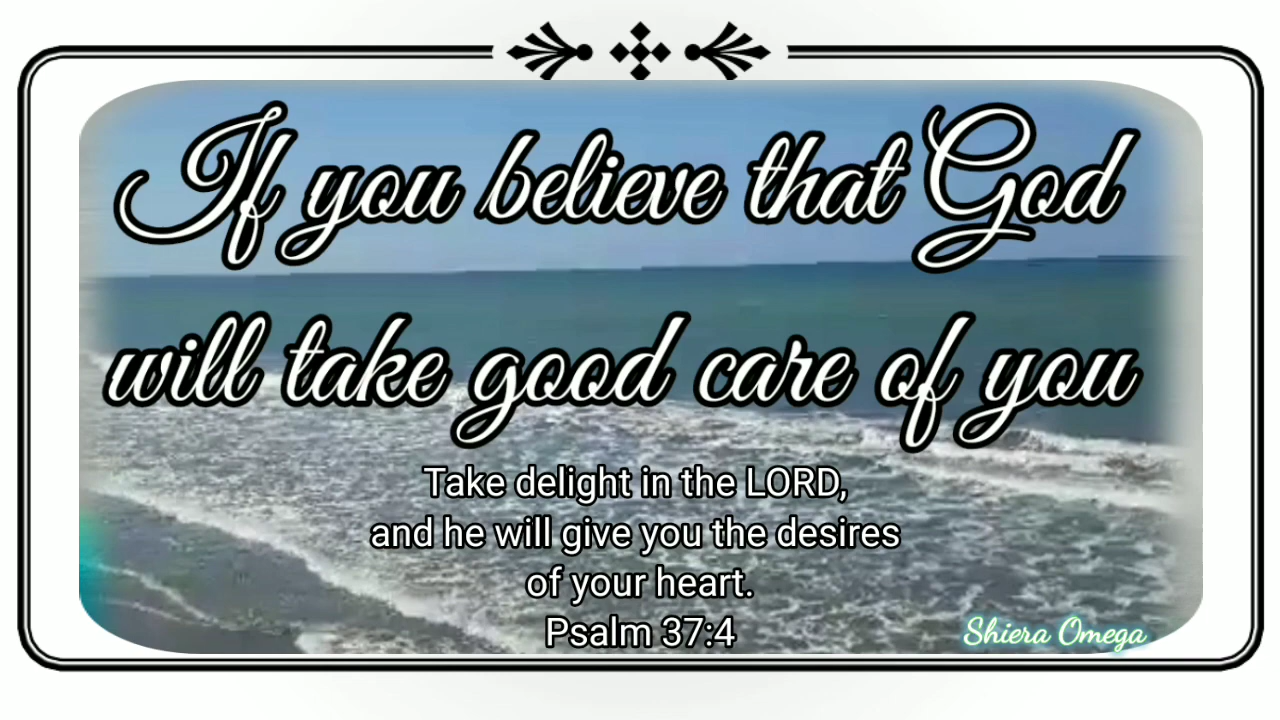 If you believe that God
will take good care of you
Take delight in the LORD,
and he will give you the desires
of your heart.
Psalm 37:4
Shiera Omega